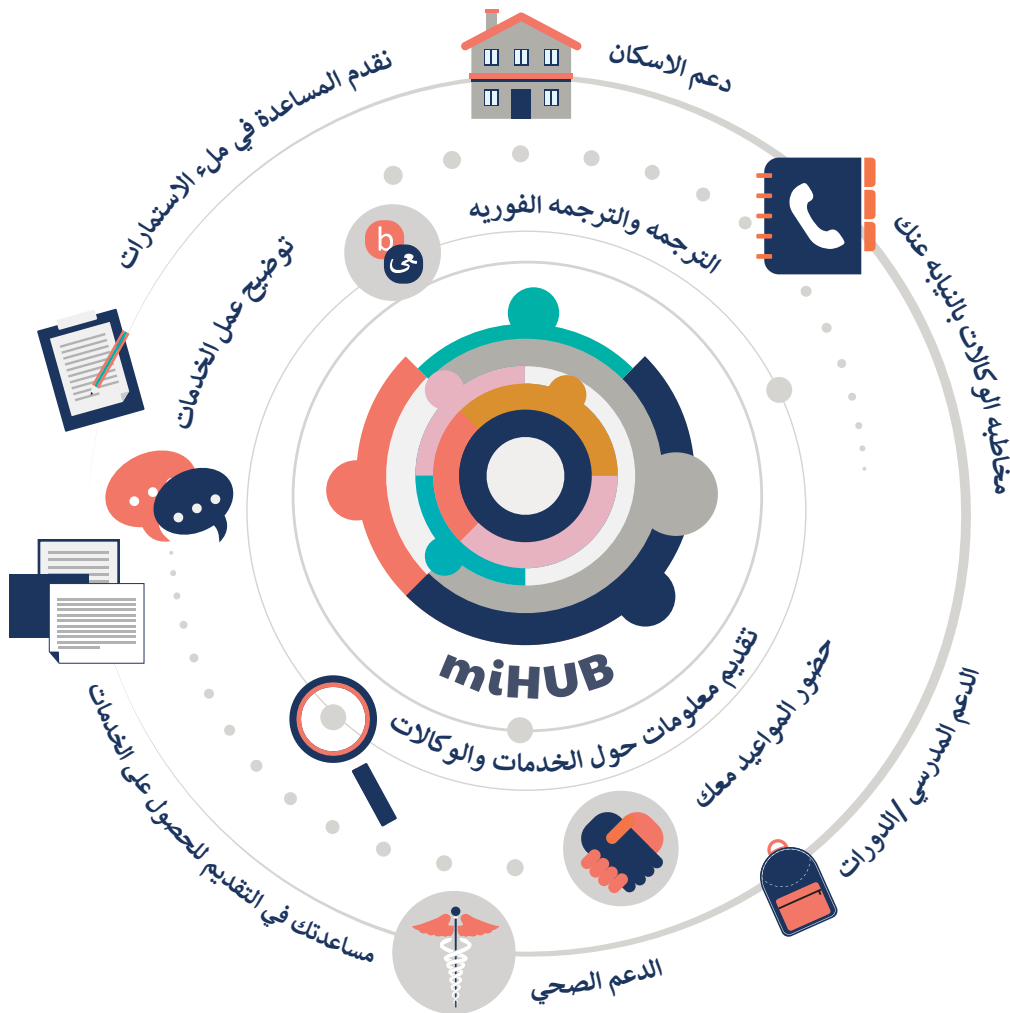 دعم الاسكان
نقدم المساعدة في ملء الاستمارات
مخاطبه الوكالات بالنيابه عنك
الترجمه والترجمه الفوريه
b
عى
توضيح عمل الخدمات
miHUB
تقديم معلومات حول الخدمات والوكالات
حضور المواعيد معك
الدعم المدرسي /الدورات
مساعدتك في التقديم للحصول على الخدمات
الدعم الصحي